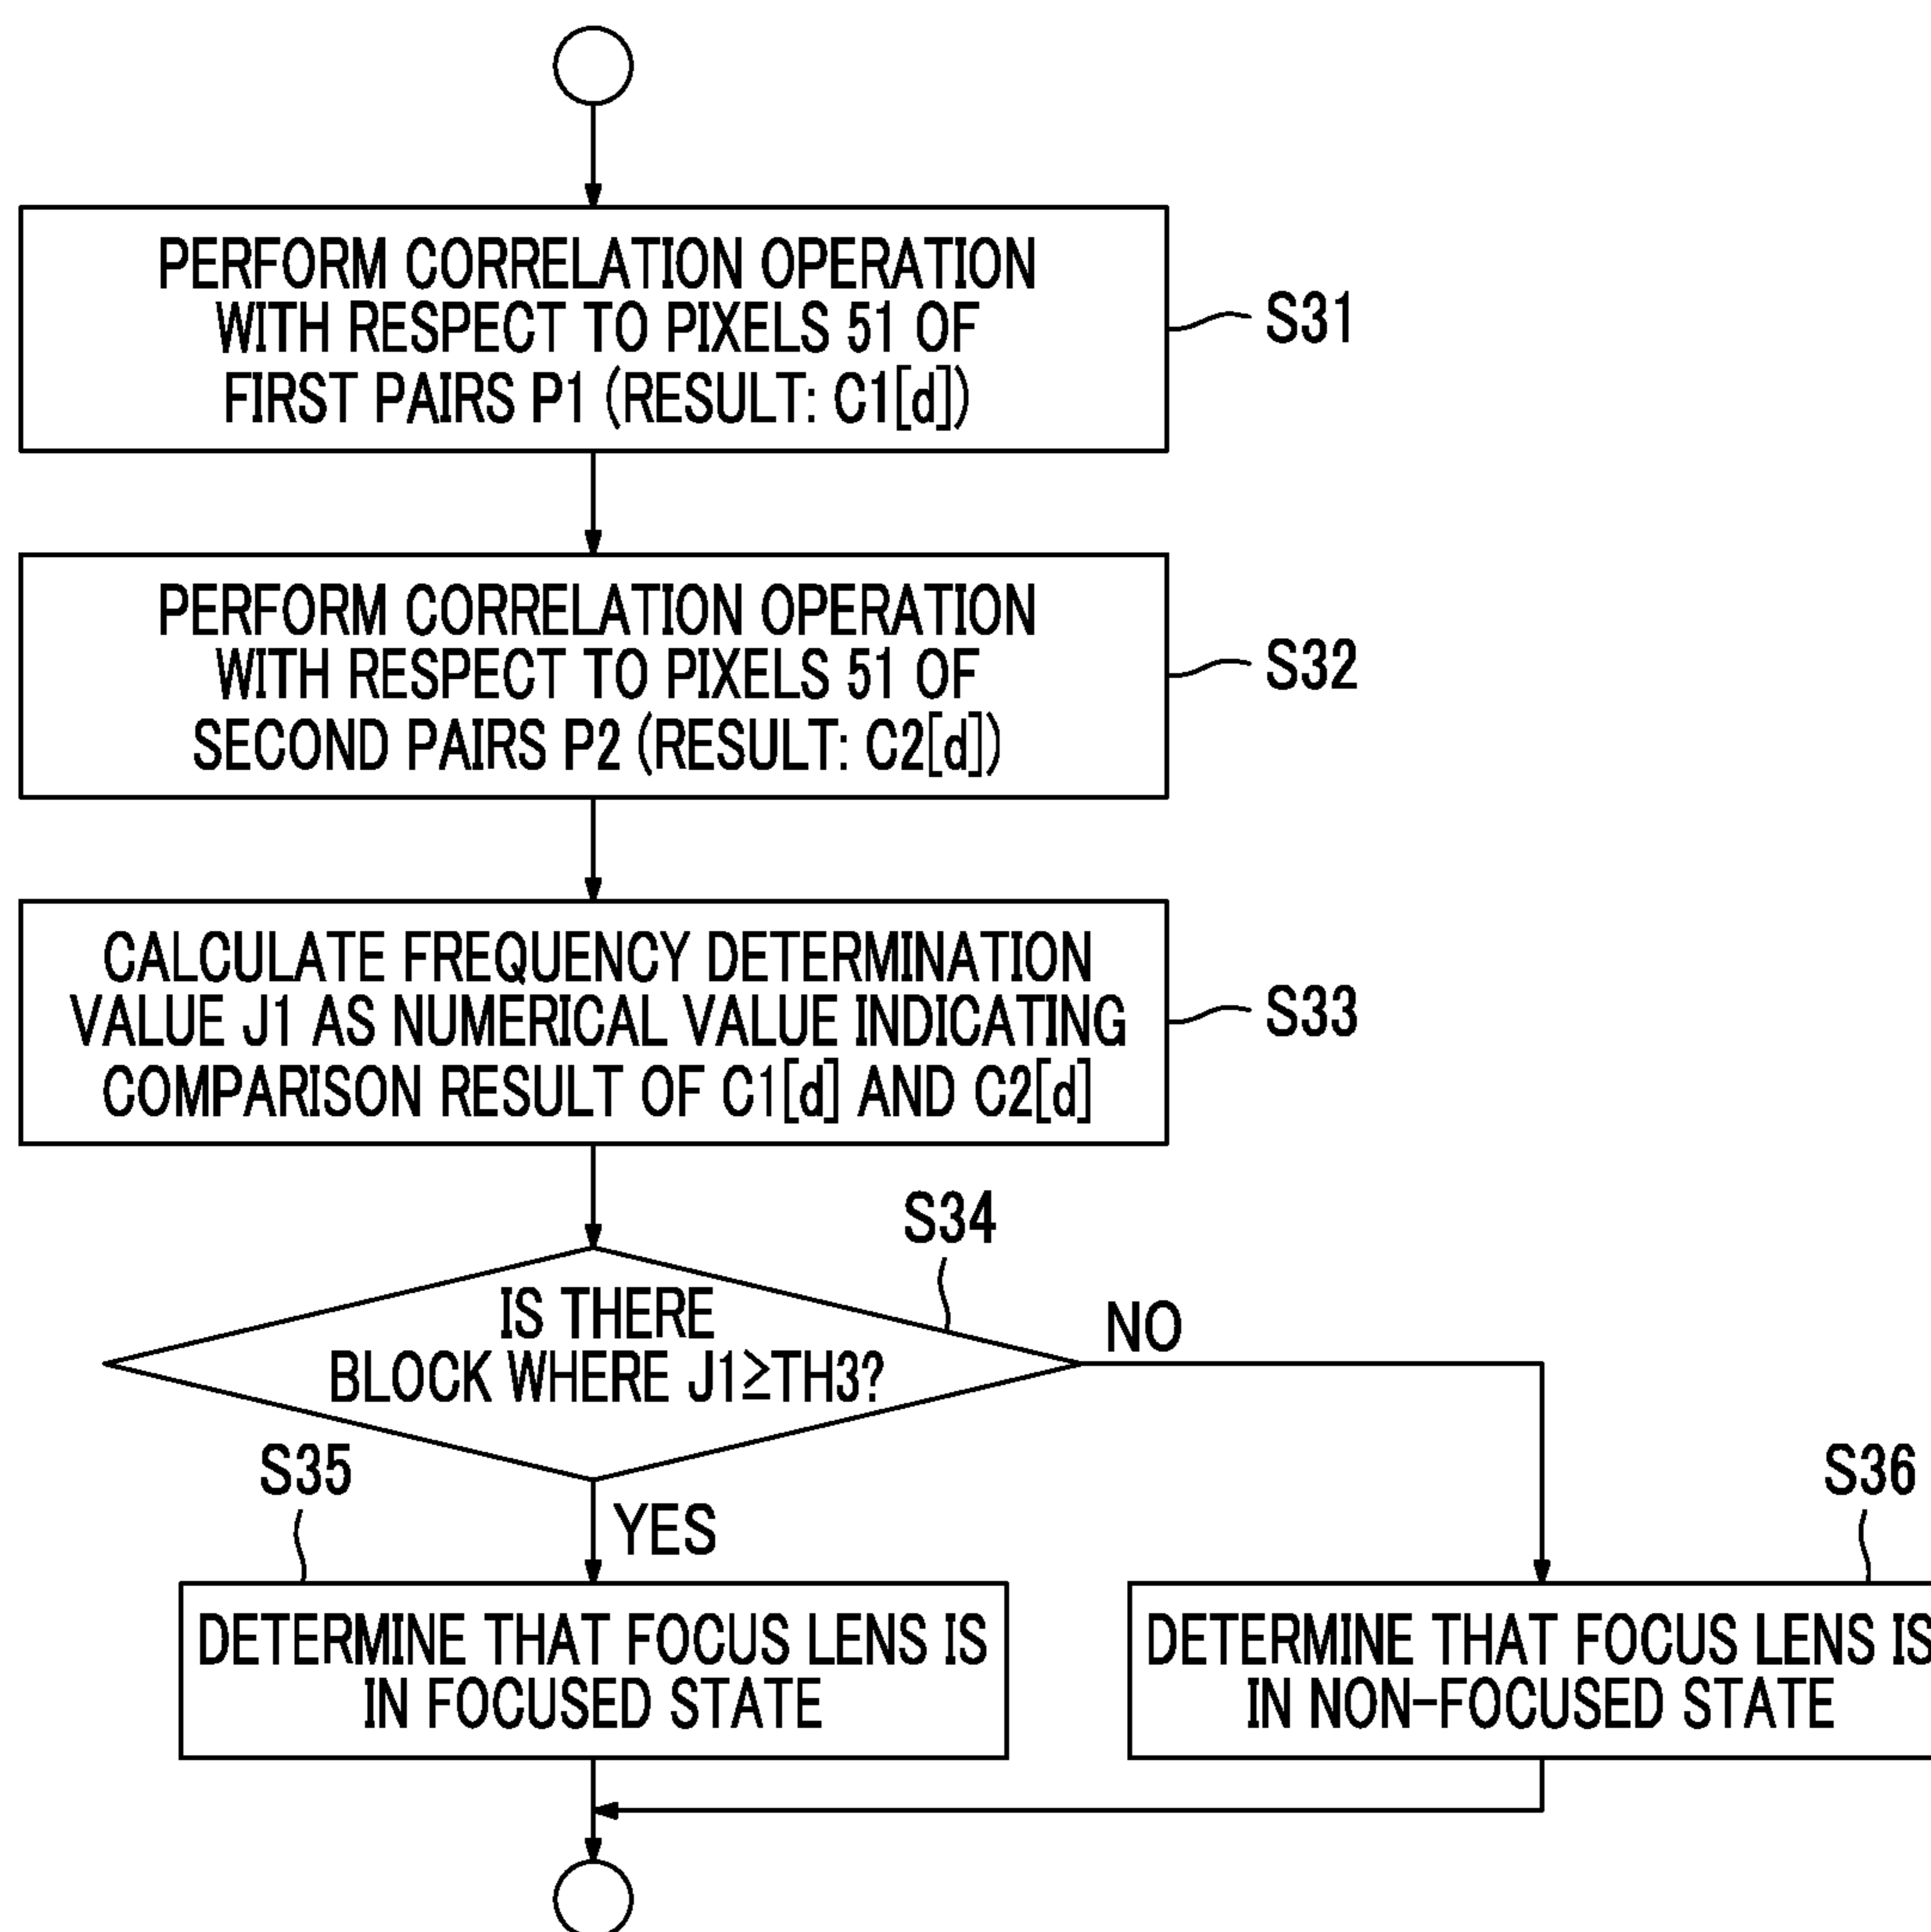 PERFORM CORRELATION OPERATION
WITH RESPECT TO PIXELS 51 OF
FIRST PAIRS P1 (RESULT: C1[d])
S31
PERFORM CORRELATION OPERATION
WITH RESPECT TO PIXELS 51 OF
SECOND PAIRS P2 (RESULT: C2[d])
S32
CALCULATE FREQUENCY DETERMINATION
VALUE J1 AS NUMERICAL VALUE INDICATING
COMPARISON RESULT OF C1[d] AND C2[d]
S33
S34
IS THERE
BLOCK WHERE J1≥TH3?
NO
YES
S35
DETERMINE THAT FOCUS LENS IS
IN FOCUSED STATE
S36
DETERMINE THAT FOCUS LENS IS
IN NON-FOCUSED STATE